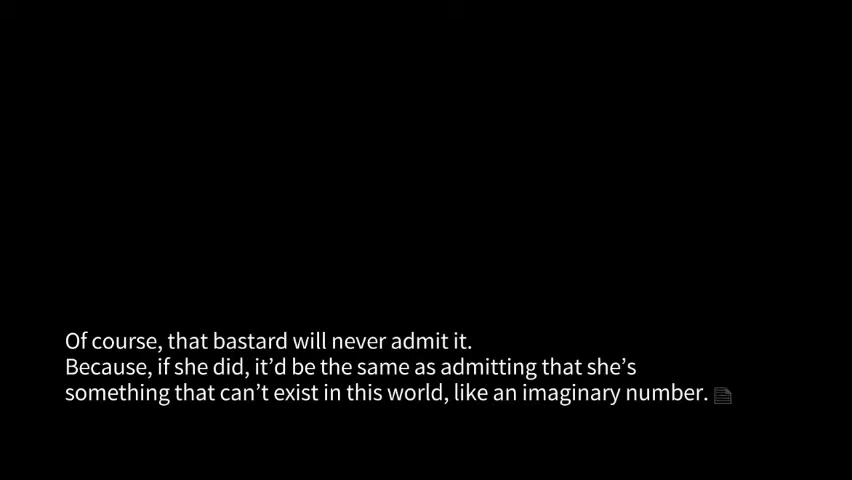 Of course, that bastard will never admit it.
Because, if she did, it’d be the same as admitting that she’s
something that can’t exist in this world, like an imaginary number.